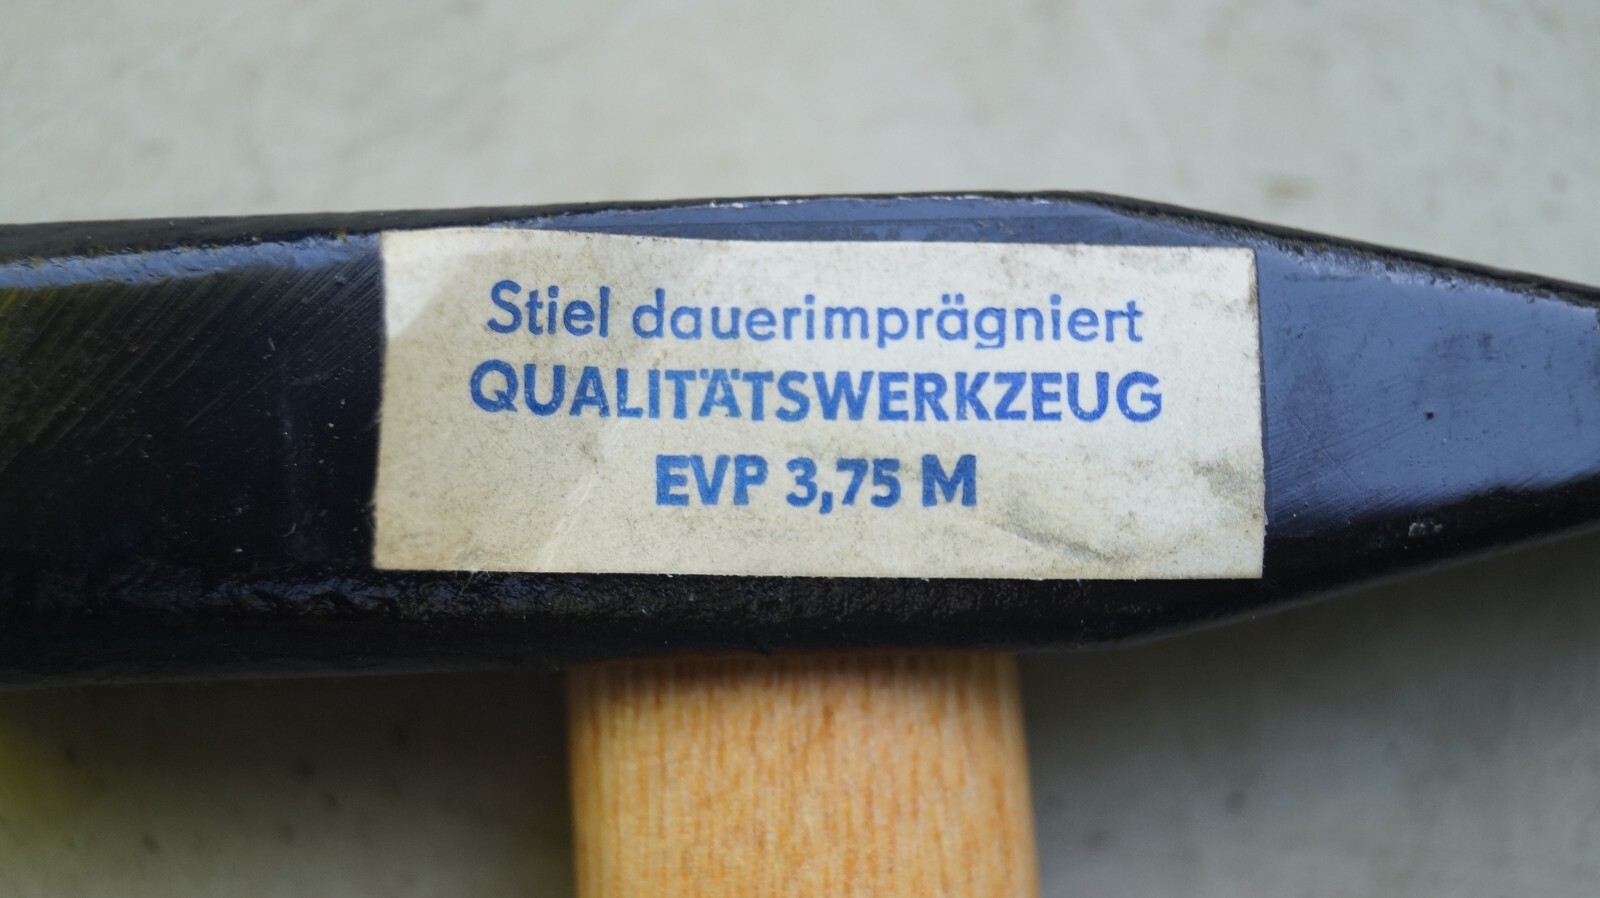 Stiel dauerimprägniert
QUALITÄTSWERKZEUG
EVP 3,75 M